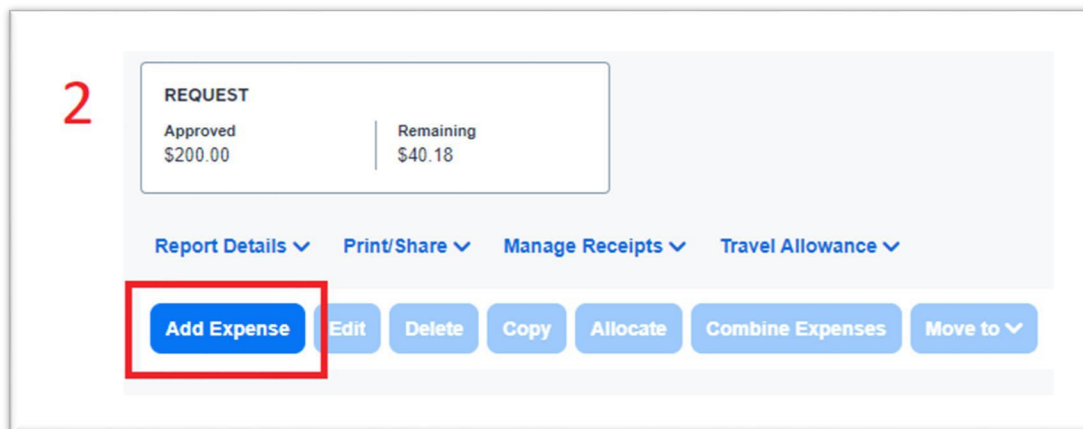 2
REQUEST
Approved Remaining
$200.00 $40.18
Report Details Print/Share Manage Receipts Travel Allowance
Add Expense Edit Delete Copy Allocate Combine Expenses Move to